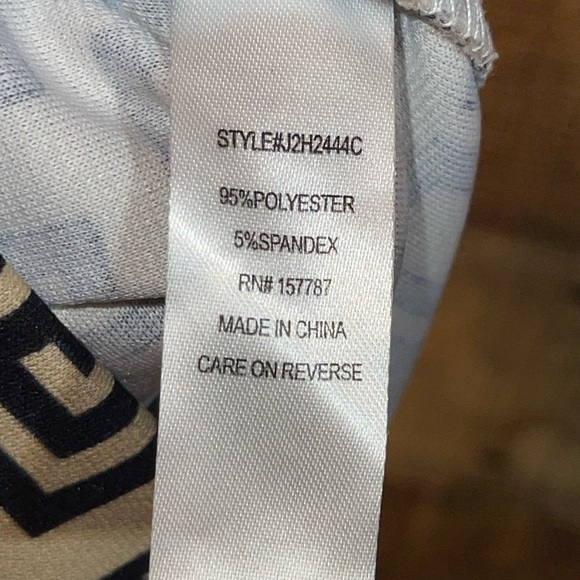 STYLE#J2H2444C
95%POLYESTER
5%SPANDEX
RN# 157787
MADE IN CHINA
CARE ON REVERSE